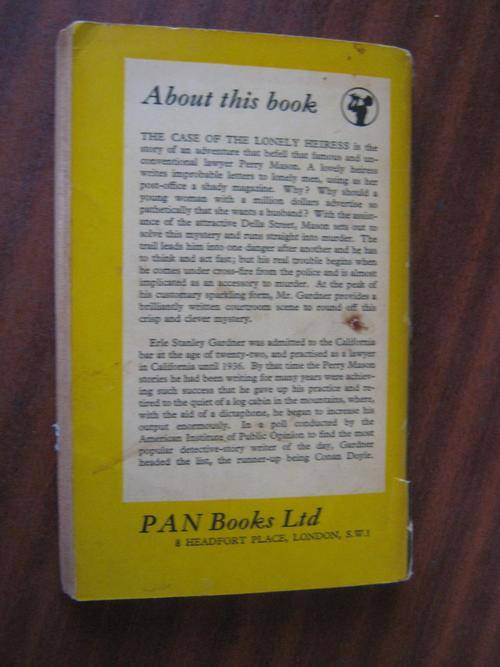 About this book
THE CASE OF THE LONELY HEIRESS is the
story of an adventure that befell that famous and un-
conventional lawyer Perry Mason. A lovely heiress
writes improbable letters to lonely men, using as her
post-office a shady magazine. Why? Why should a
young woman with a million dollars advertise so
pathetically that she wants a husband? With the assist-
ance of the attractive Della Street, Mason sets out to
solve this mystery and runs straight into murder. The
trail leads him into one danger after another and he has
to think and act fast; but his real trouble begins when
he comes under cross-fire from the police and is almost
implicated as an accessory to murder. At the peak of
his customary sparkling form, Mr. Gardner provides a
brilliantly written courtroom scene to round off this
crisp and clever mystery.
Erle Stanley Gardner was admitted to the California
bar at the age of twenty-two, and practised as a lawyer
in California until 1936. By that time the Perry Mason
stories he had been writing for many years were achiev-
ing such success that he gave up his practice and re-
tired to the quiet of a log cabin in the mountains, where,
with the aid of a dictaphone, he began to increase his
output enormously. In a poll conducted by the
American Institute of Public Opinion to find the most
popular detective-story writer of the day, Gardner
headed the list, the runner-up being Conan Doyle.
PAN Books Ltd
8 HEADFORT PLACE, LONDON, S.W.1